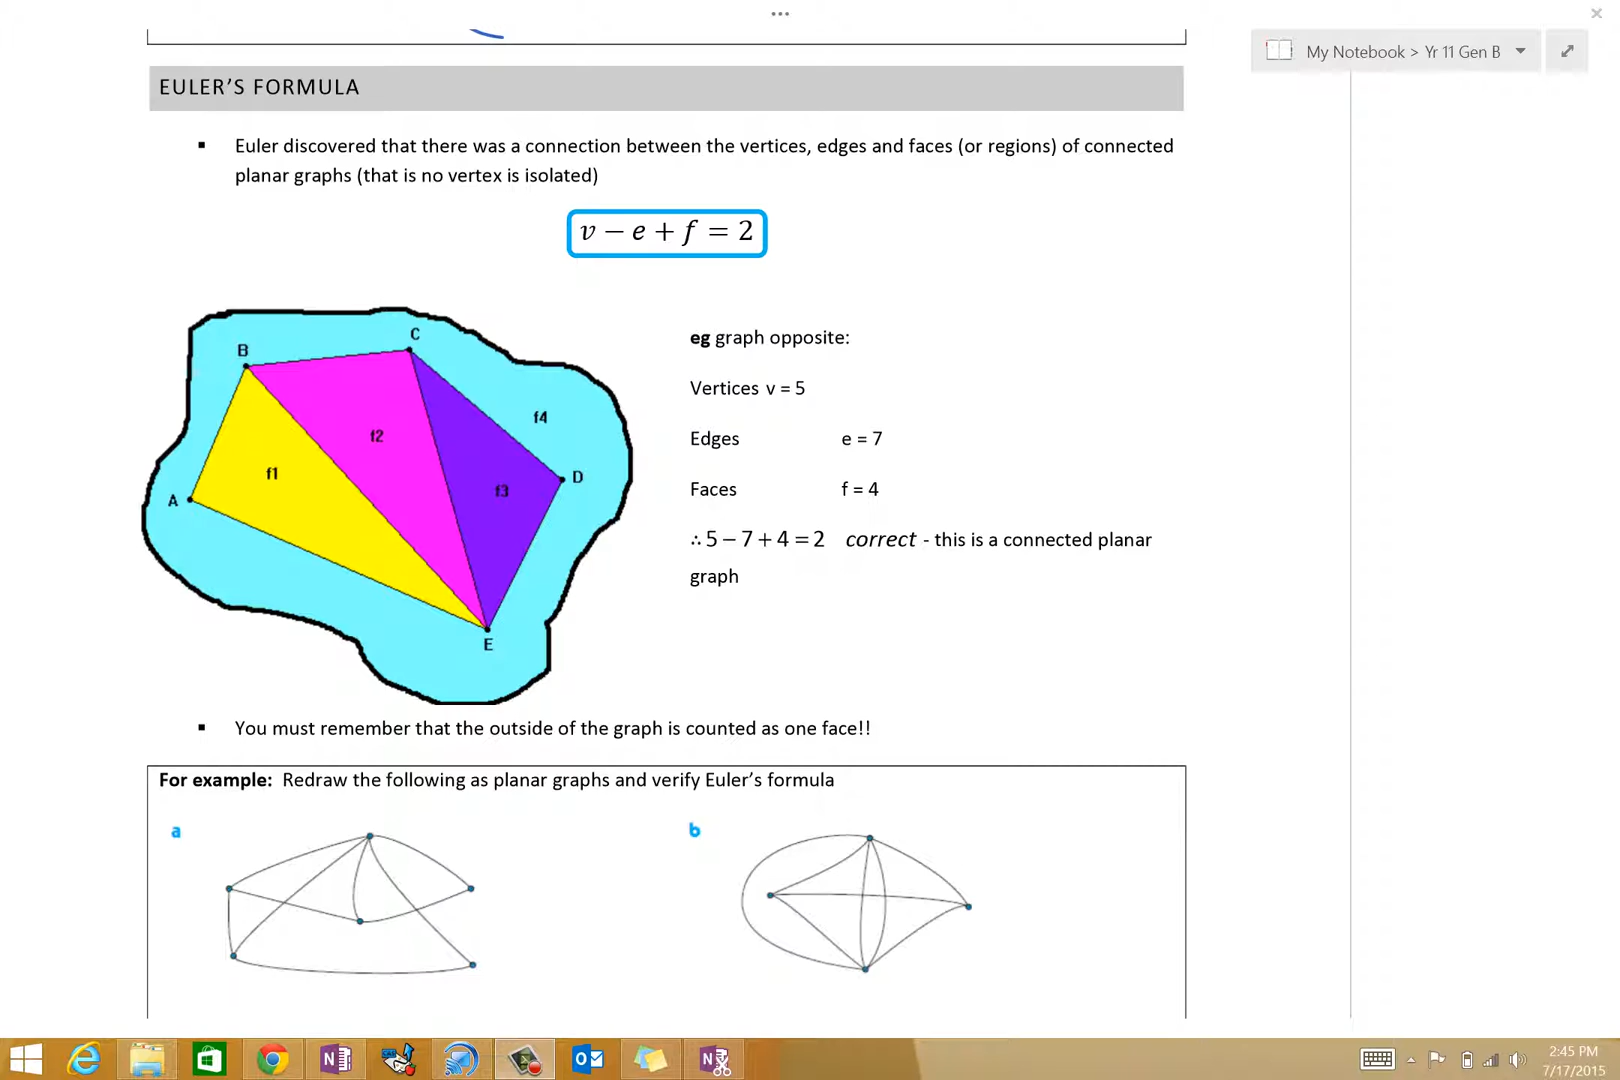 My Notebook > Yr 11 Gen B
EULER'S FORMULA
▪ Euler discovered that there was a connection between the vertices, edges and faces (or regions) of connected
planar graphs (that is no vertex is isolated)
v − e + f = 2
eg graph opposite:
Vertices v = 5
Edges e = 7
Faces f = 4
∴ 5 − 7 + 4 = 2 correct - this is a connected planar
graph
B
C
f4
f2
f1
D
f3
A
E
▪ You must remember that the outside of the graph is counted as one face!!
For example: Redraw the following as planar graphs and verify Euler's formula
a
b
2:45 PM
7/17/2015